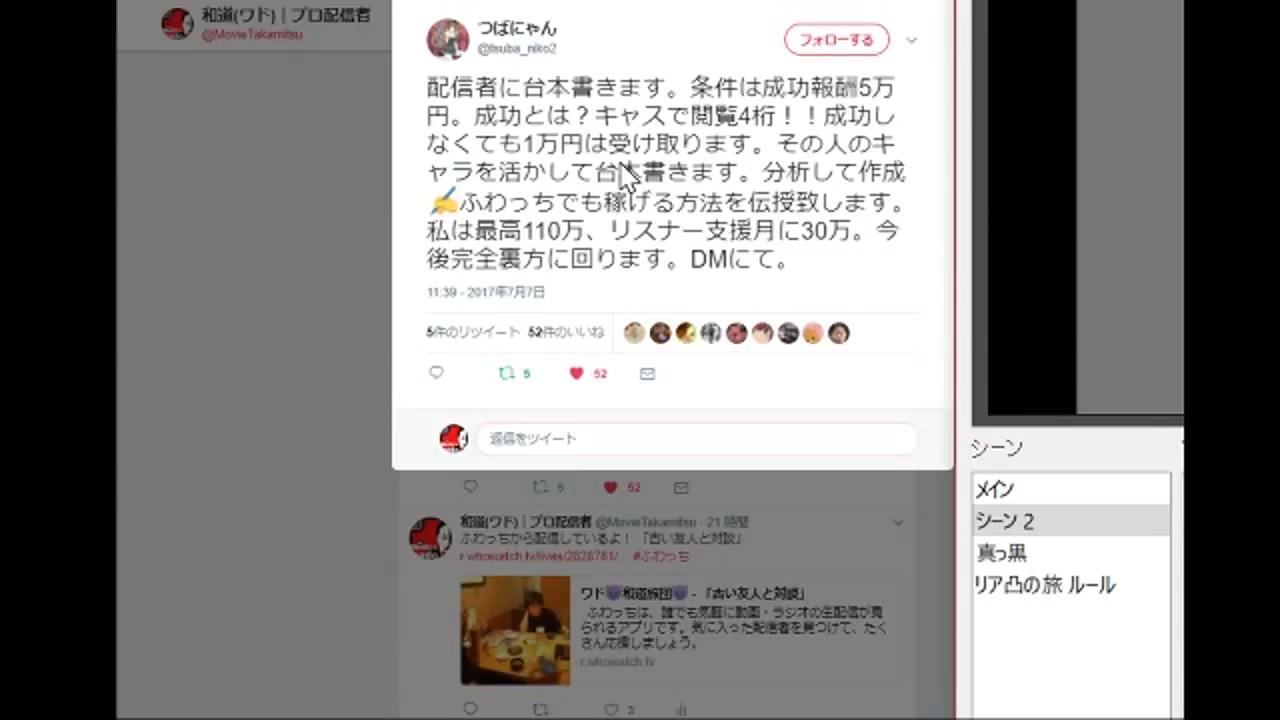 和道(ワド)｜プロ配信者
@MovieTakamitsu
つばにゃん
@tsuba_niko2
フォローする
配信者に台本書きます。条件は成功報酬5万
円。成功とは？キャスで閲覧4桁！！成功し
なくても1万円は受け取ります。その人のキ
ャラを活かして台本書きます。分析して作成
✍ふわっちでも稼げる方法を伝授致します。
私は最高110万、リスナー支援月に30万。今
後完全裏方に回ります。DMにて。
11:39 - 2017年7月7日
5件のリツイート 52件のいいね
5 52
返信をツイート
5 52
和道(ワド)｜プロ配信者 @MovieTakamitsu · 21時間
ふわっちから配信しているよ！「古い友人と対談」
r.whowatch.tv/lives/2828781/... #ふわっち
ワド😈和道族団😈 - 「古い友人と対談」
ふわっちは、誰でも気軽に動画・ラジオの生配信が見
られるアプリです。気に入った配信者を見つけて、たく
さん応援しましょう。
r.whowatch.tv
3
シーン
メイン
シーン 2
真っ黒
リア凸の旅 ルール